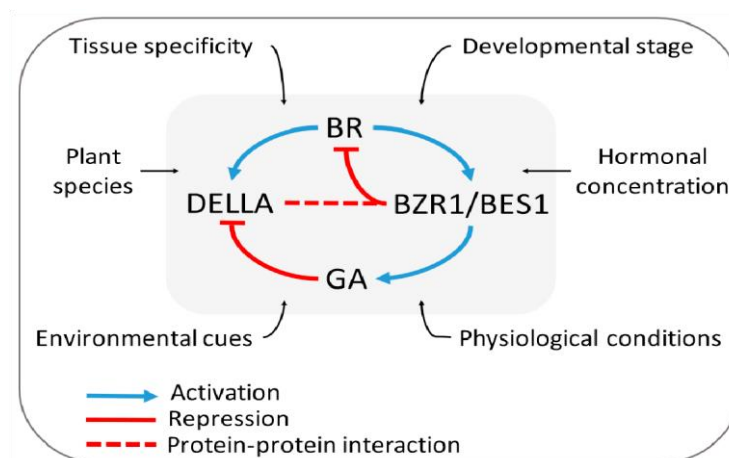 Tissue specificity
Developmental stage
BR
Plant
species
Hormonal
concentration
DELLA
BZR1/BES1
GA
Environmental cues
Physiological conditions
Activation
Repression
Protein-protein interaction